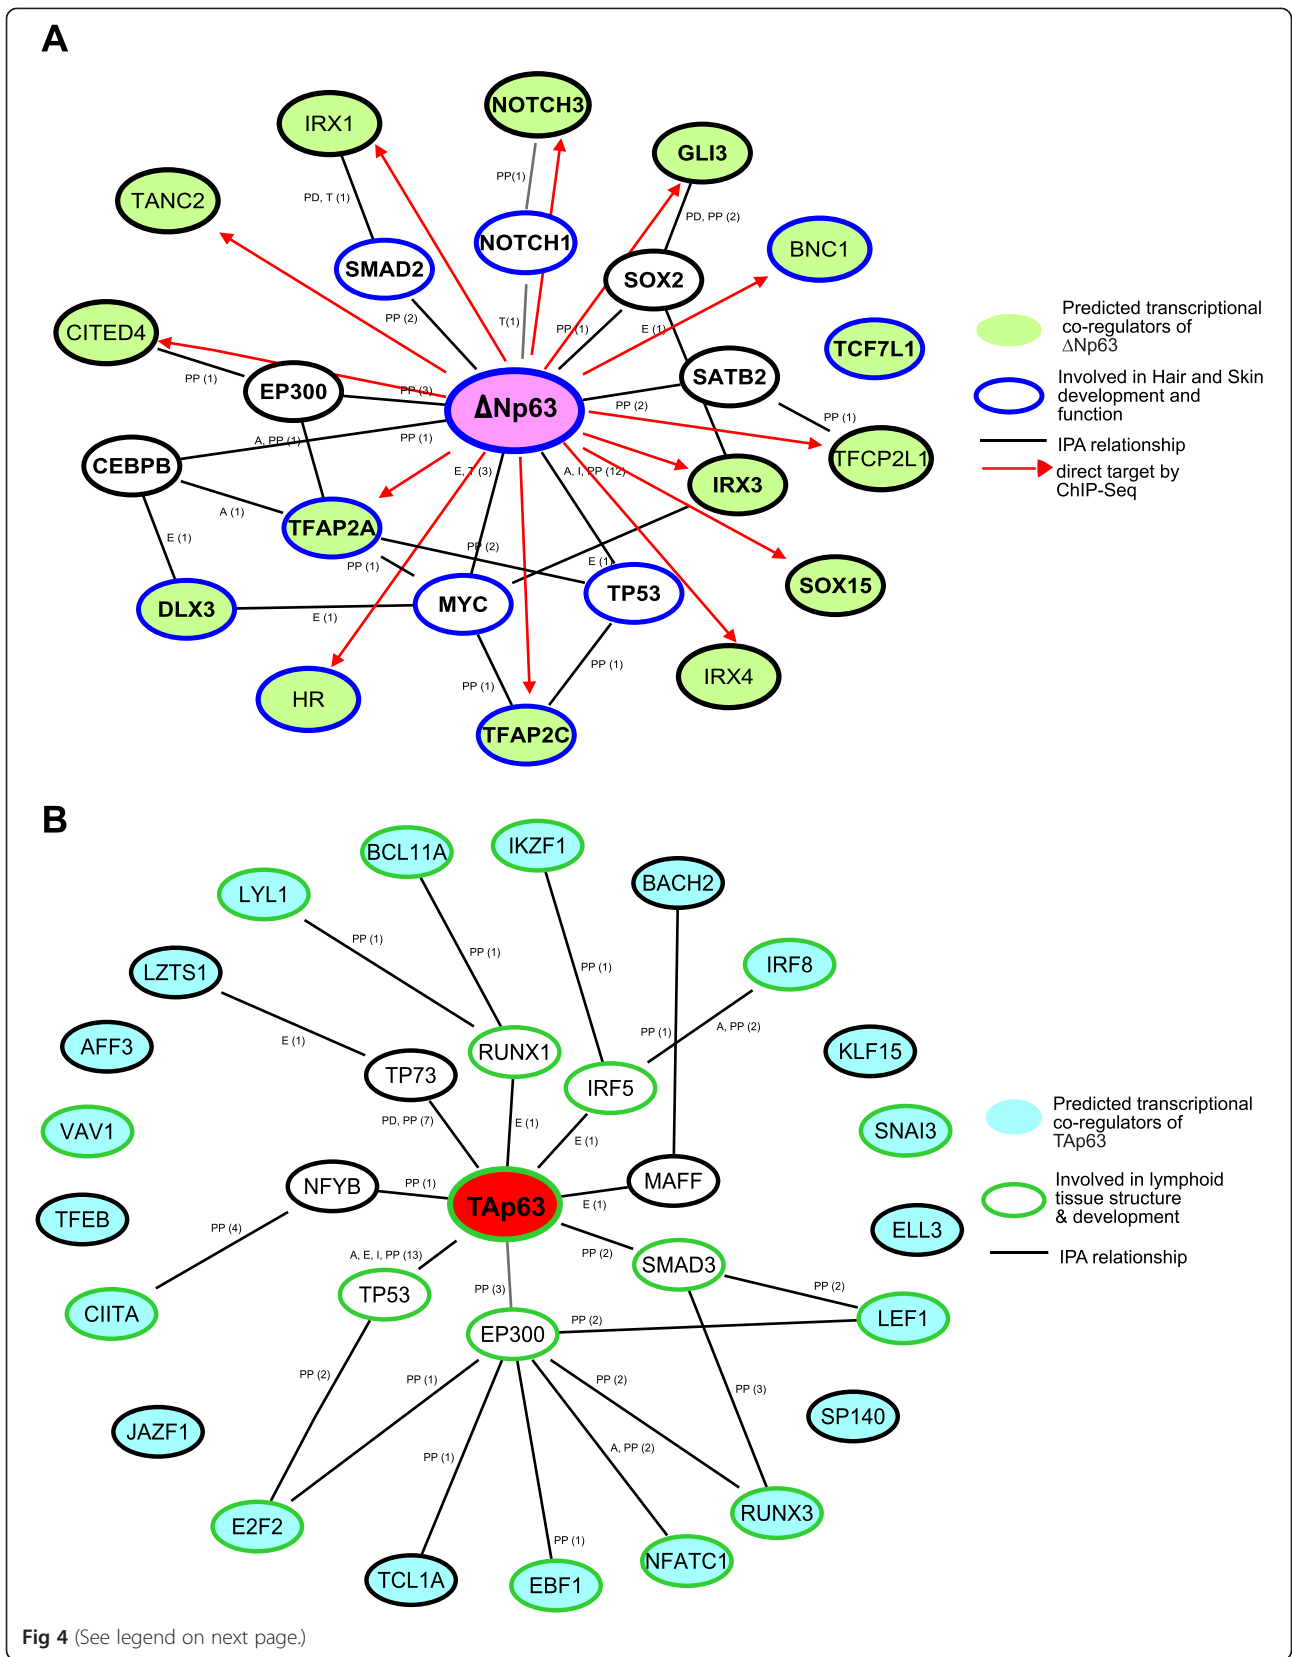 A
NOTCH3
IRX1
GLI3
PP(1)
TANC2
PD, T (1)
PD, PP (2)
NOTCH1
BNC1
SMAD2
SOX2
PP (2)
T(1)
PP (1)
E (1)
CITED4
TCF7L1
PP (1)
EP300
PP (3)
SATB2
ΔNp63
PP (2)
PP (1)
A, PP (1)
PP (1)
CEBPB
TFCP2L1
E, T (3)
A, I, PP (12)
IRX3
A (1)
TFAP2A
E (1)
PP (2)
PP (1)
E (1)
SOX15
DLX3
MYC
TP53
E (1)
PP (1)
IRX4
PP (1)
HR
TFAP2C
Predicted transcriptional
co-regulators of
ΔNp63
Involved in Hair and Skin
development and
function
IPA relationship
direct target by
ChIP-Seq
B
BCL11A
IKZF1
BACH2
LYL1
PP (1)
PP (1)
PP (1)
IRF8
LZTS1
PP (1)
A, PP (2)
E (1)
AFF3
RUNX1
KLF15
TP73
IRF5
PD, PP (7)
E (1)
E (1)
VAV1
SNAI3
NFYB
PP (1)
MAFF
TAp63
E (1)
TFEB
PP (4)
ELL3
A, E, I, PP (13)
PP (2)
SMAD3
TP53
PP (3)
PP (2)
CIITA
EP300
PP (2)
LEF1
PP (2)
PP (1)
PP (2)
PP (3)
SP140
JAZF1
PP (1)
A, PP (2)
E2F2
RUNX3
PP (1)
NFATC1
TCL1A
EBF1
Predicted transcriptional
co-regulators of
TAp63
Involved in lymphoid
tissue structure
& development
IPA relationship
Fig 4 (See legend on next page.)